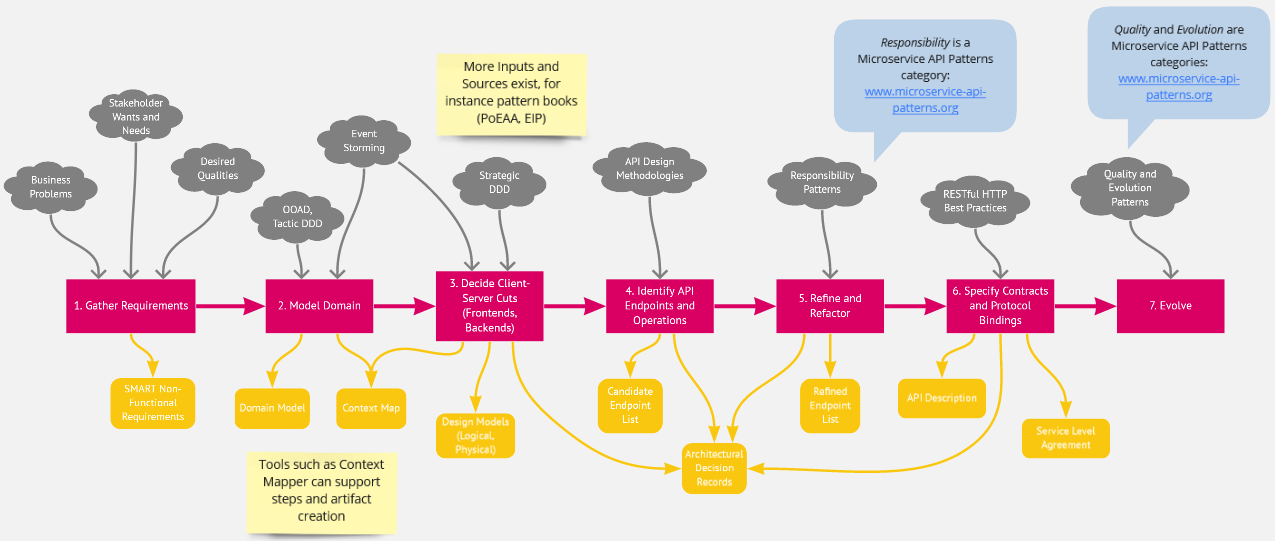 Responsibility is a
Microservice API Patterns
category:
www.microservice-api-
patterns.org
Quality and Evolution are
Microservice API Patterns
categories:
www.microservice-api-
patterns.org
More Inputs and
Sources exist, for
instance pattern books
(PoEAA, EIP)
Stakeholder
Wants and
Needs
Business
Problems
Desired
Qualities
OOAD,
Tactic DDD
Event
Storming
Strategic
DDD
API Design
Methodologies
Responsibility
Patterns
RESTful HTTP
Best Practices
Quality and
Evolution
Patterns
1. Gather Requirements
2. Model Domain
3. Decide Client-
Server Cuts
(Frontends,
Backends)
4. Identify API
Endpoints and
Operations
5. Refine and
Refactor
6. Specify Contracts
and Protocol
Bindings
7. Evolve
SMART Non-
Functional
Requirements
Domain Model
Context Map
Design Models
(Logical,
Physical)
Candidate
Endpoint
List
Architectural
Decision
Records
Refined
Endpoint
List
API Description
Service Level
Agreement
Tools such as Context
Mapper can support
steps and artifact
creation